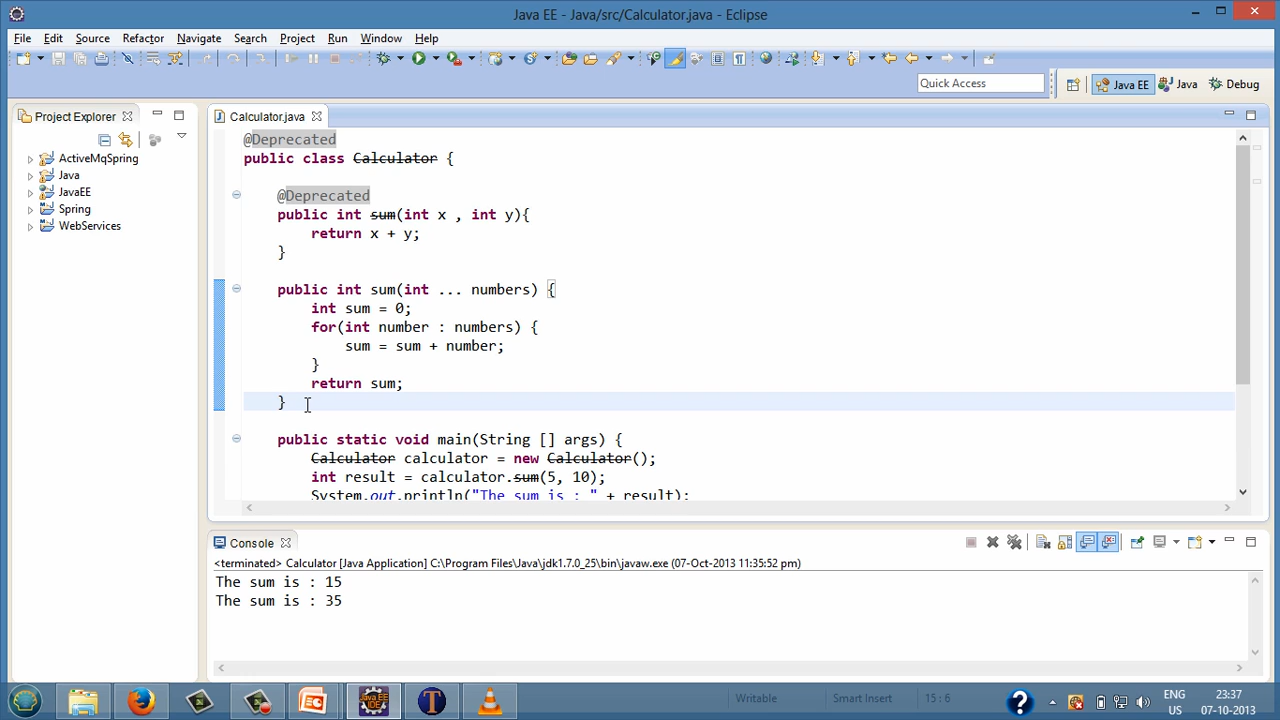 Java EE - Java/src/Calculator.java - Eclipse
File Edit Source Refactor Navigate Search Project Run Window Help
Quick Access
Java EE
Java
Debug
Project Explorer
ActiveMqSpring
Java
JavaEE
Spring
WebServices
Calculator.java
@Deprecated
public class Calculator {
@Deprecated
public int sum(int x , int y){
return x + y;
}
public int sum(int ... numbers) {
int sum = 0;
for(int number : numbers) {
sum = sum + number;
}
return sum;
}
public static void main(String [] args) {
Calculator calculator = new Calculator();
int result = calculator.sum(5, 10);
System.out.println("The sum is : " + result);
Console
<terminated> Calculator [Java Application] C:\Program Files\Java\jdk1.7.0_25\bin\javaw.exe (07-Oct-2013 11:35:52 pm)
The sum is : 15
The sum is : 35
Writable
Smart Insert
15 : 6
Java EE
IDE
T
?
ENG
US
23:37
07-10-2013